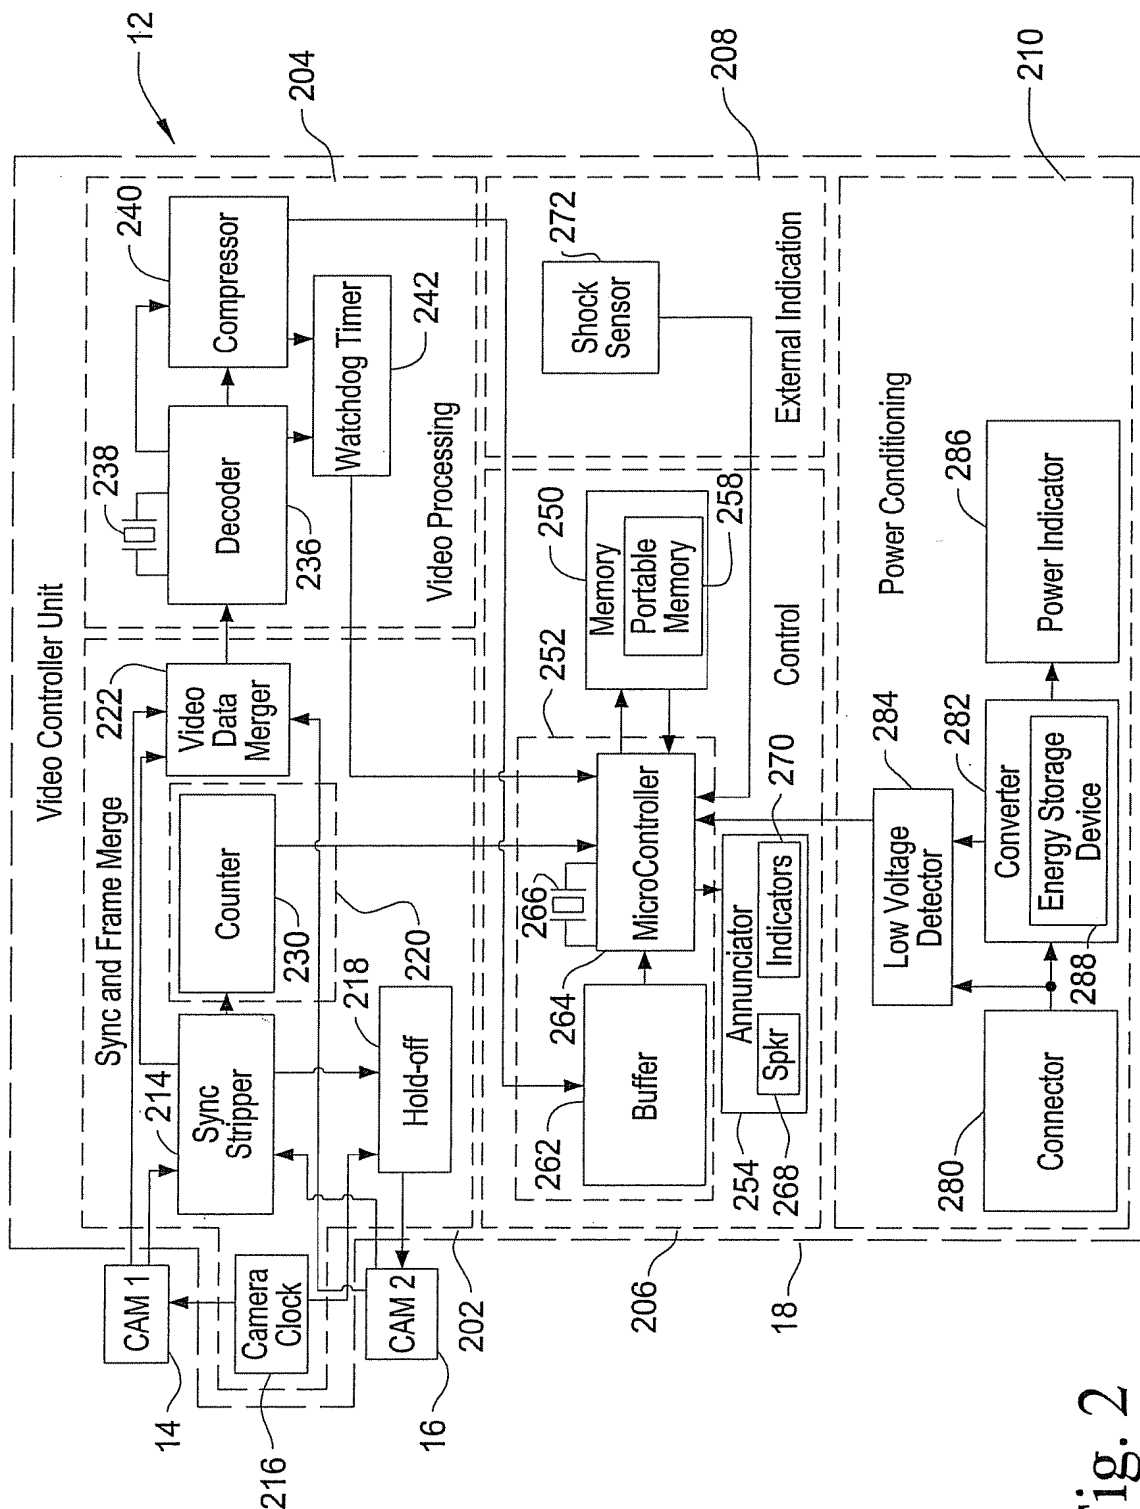 12
Video Controller Unit
Sync and Frame Merge
204
240
238
222
214
CAM 1
14
Sync
Stripper
Counter
Video
Data
Merger
Decoder
Compressor
Camera
Clock
216
230
236
Watchdog Timer
242
218
220
CAM 2
16
Hold-off
Video Processing
202
208
252
250
272
266
262
264
Buffer
MicroController
Memory
Portable
Memory
258
Shock
Sensor
206
254
268
Annunciator
Spkr
Indicators
270
Control
External Indication
18
210
Power Conditioning
284
Low Voltage
Detector
280
282
286
Connector
Converter
Energy Storage
Device
288
Power Indicator
Fig. 2